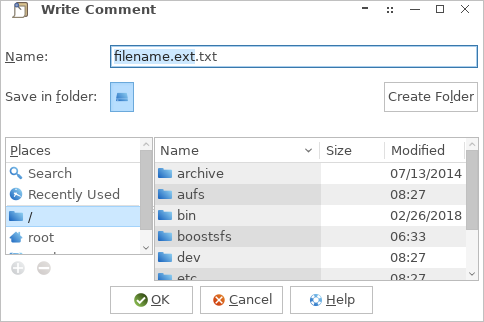 Write Comment
Name: filename.ext.txt
Save in folder: Create Folder
Places
Search
Recently Used
/
root
Name Size Modified
archive 07/13/2014
aufs 08:27
bin 02/26/2018
boostsfs 06:33
dev 08:27
etc 08:27
OK Cancel Help